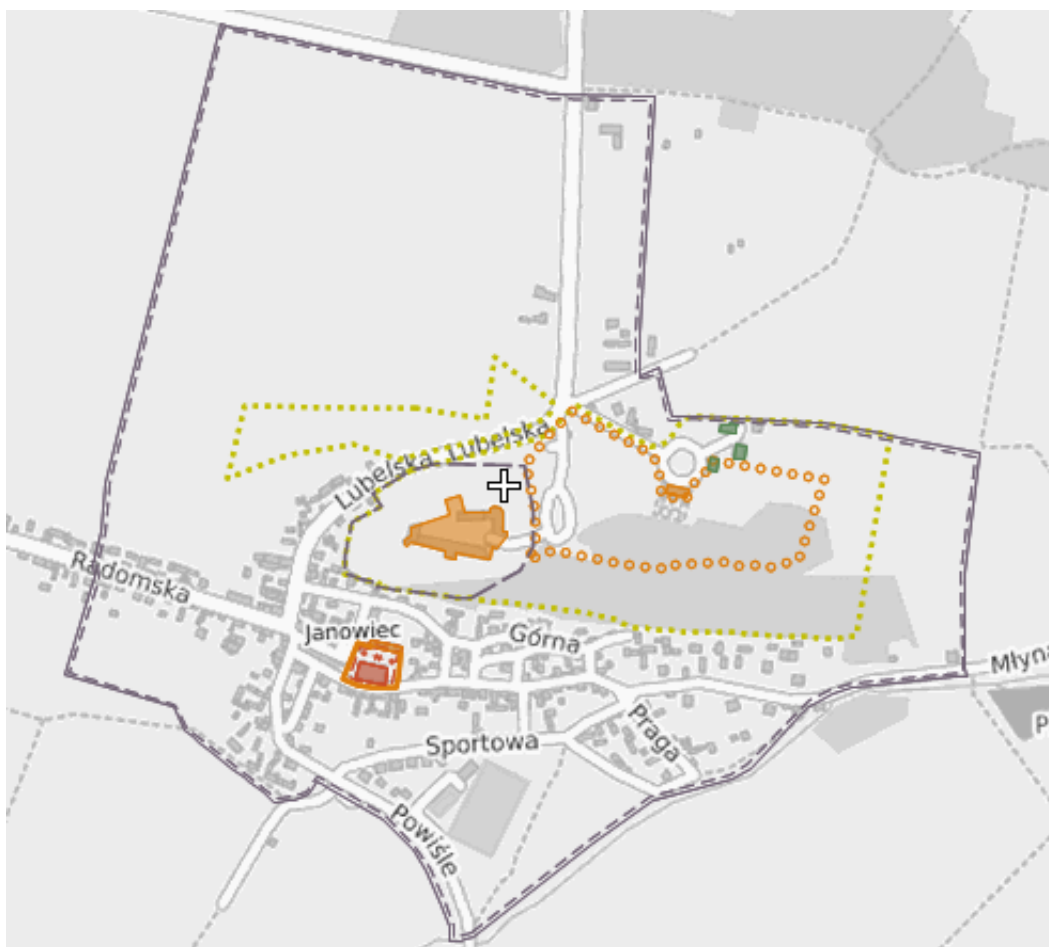 Lubelska
Lubelska
Radomska
Janowiec
Górna
Młyna
P
Praga
Sportowa
Powiśle